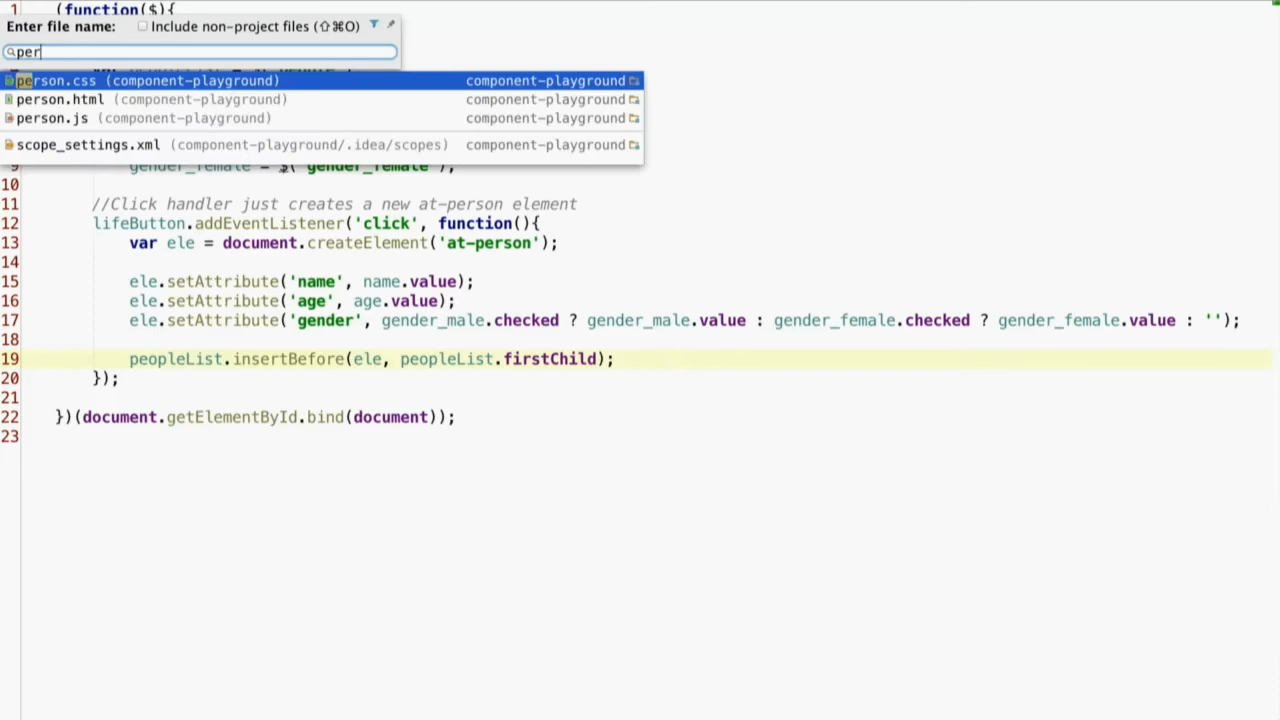 1 (function($){
Enter file name: Include non-project files (⇧⌘O)
per
person.css (component-playground) component-playground
person.html (component-playground) component-playground
person.js (component-playground) component-playground
scope_settings.xml (component-playground/.idea/scopes) component-playground
9 gender_female = $('gender_female');
10
11 //Click handler just creates a new at-person element
12 lifeButton.addEventListener('click', function(){
13 var ele = document.createElement('at-person');
14
15 ele.setAttribute('name', name.value);
16 ele.setAttribute('age', age.value);
17 ele.setAttribute('gender', gender_male.checked ? gender_male.value : gender_female.checked ? gender_female.value : '');
18
19 peopleList.insertBefore(ele, peopleList.firstChild);
20 });
21
22 })(document.getElementById.bind(document));
23